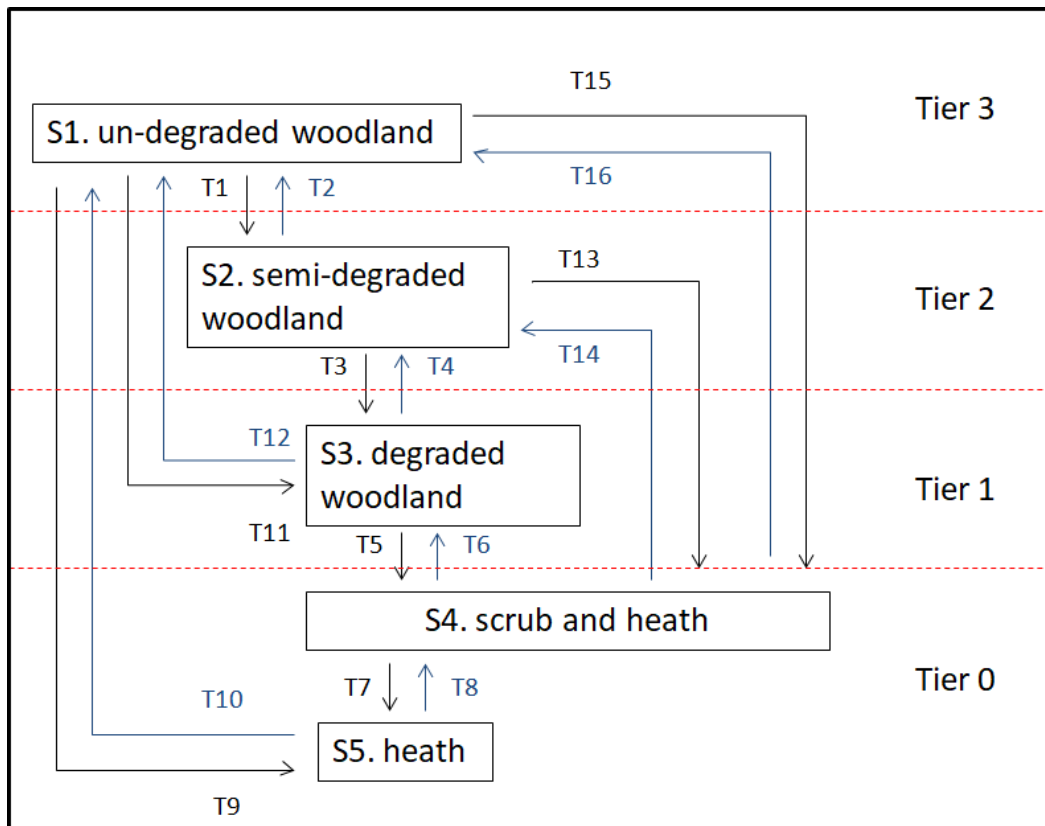 T15
Tier 3
S1. un-degraded woodland
T16
T1
T2
T13
S2. semi-degraded
woodland
Tier 2
T14
T3
T4
T12
S3. degraded
woodland
Tier 1
T11
T5
T6
S4. scrub and heath
Tier 0
T7
T8
T10
S5. heath
T9